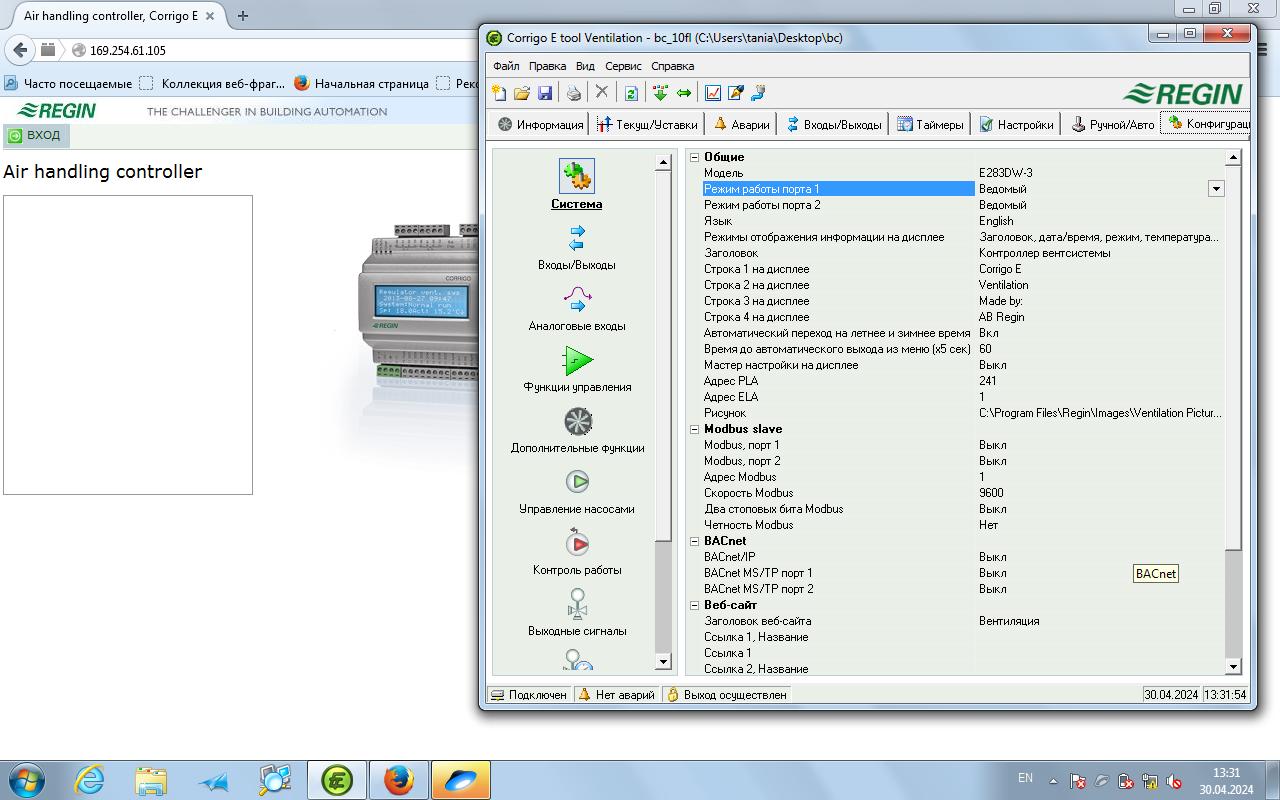 Air handling controller, Corrigo E
169.254.61.105
Часто посещаемые
Коллекция веб-фраг...
Начальная страница
REGIN
THE CHALLENGER IN BUILDING AUTOMATION
ВХОД
Air handling controller
CORRIGO
Regulator vent. sys
2013-08-27 09:47
System:Normal run
Sp: 18.0Act: 15.2°C
REGIN
Corrigo E tool Ventilation - bc_10fl (C:\Users\tania\Desktop\bc)
Файл Правка Вид Сервис Справка
REGIN
Информация
Текущ/Уставки
Аварии
Входы/Выходы
Таймеры
Настройки
Ручной/Авто
Конфигурац
Система
Входы/Выходы
Аналоговые входы
Функции управления
Дополнительные функции
Управление насосами
Контроль работы
Выходные сигналы
Общие
Модель E283DW-3
Режим работы порта 1 Ведомый
Режим работы порта 2 Ведомый
Язык English
Режимы отображения информации на дисплее Заголовок, дата/время, режим, температура...
Заголовок Контроллер вентсистемы
Строка 1 на дисплее Corrigo E
Строка 2 на дисплее Ventilation
Строка 3 на дисплее Made by:
Строка 4 на дисплее AB Regin
Автоматический переход на летнее и зимнее время Вкл
Время до автоматического выхода из меню (x5 сек) 60
Мастер настройки на дисплее Выкл
Адрес PLA 241
Адрес ELA 1
Рисунок C:\Program Files\Regin\Images\Ventilation Pictur...
Modbus slave
Modbus, порт 1 Выкл
Modbus, порт 2 Выкл
Адрес Modbus 1
Скорость Modbus 9600
Два стоповых бита Modbus Выкл
Четность Modbus Нет
BACnet
BACnet/IP Выкл
BACnet MS/TP порт 1 Выкл
BACnet MS/TP порт 2 Выкл
BACnet
Веб-сайт
Заголовок веб-сайта Вентиляция
Ссылка 1, Название
Ссылка 1
Ссылка 2, Название
Подключен
Нет аварий
Выход осуществлен
30.04.2024
13:31:54
EN
13:31
30.04.2024